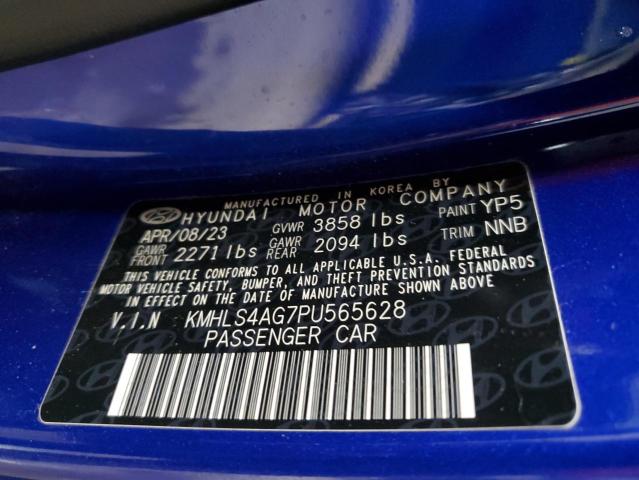 MANUFACTURED IN KOREA BY
HYUNDAI MOTOR COMPANY
APR/08/23 GVWR 3858 lbs PAINT YP5
GAWR FRONT 2271 lbs GAWR REAR 2094 lbs TRIM NNB
THIS VEHICLE CONFORMS TO ALL APPLICABLE U.S.A. FEDERAL
MOTOR VEHICLE SAFETY, BUMPER, AND THEFT PREVENTION STANDARDS
IN EFFECT ON THE DATE OF MANUFACTURE SHOWN ABOVE
V.I.N KMHLS4AG7PU565628
PASSENGER CAR